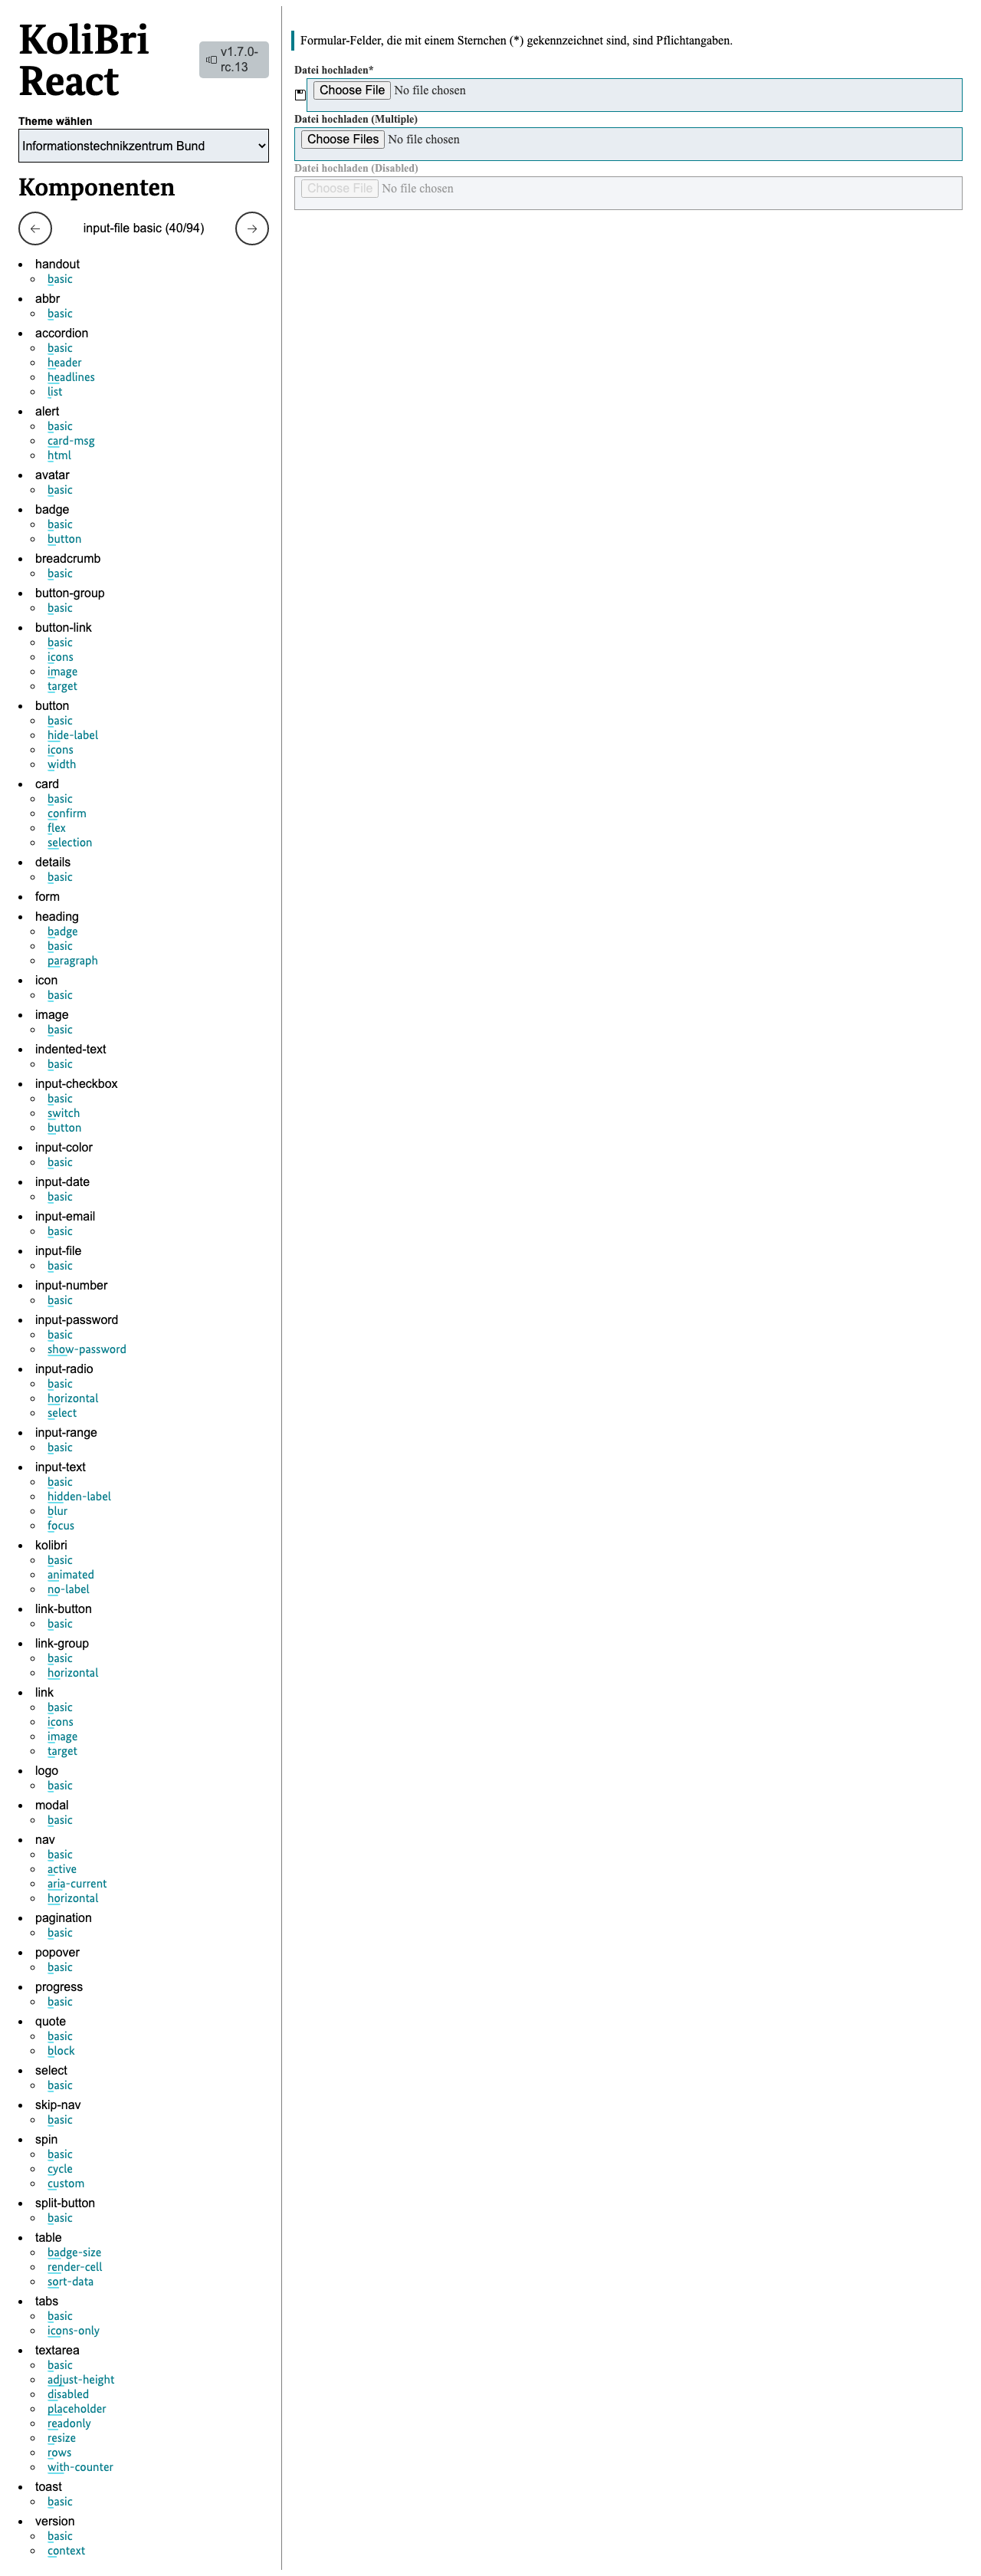 KoliBri
React
v1.7.0-
rc.13
Theme wählen
Informationstechnikzentrum Bund
Komponenten
← input-file basic (40/94) →
handout
basic
abbr
basic
accordion
basic
header
headlines
list
alert
basic
card-msg
html
avatar
basic
badge
basic
button
breadcrumb
basic
button-group
basic
button-link
basic
icons
image
target
button
basic
hide-label
icons
width
card
basic
confirm
flex
selection
details
basic
form
heading
badge
basic
paragraph
icon
basic
image
basic
indented-text
basic
input-checkbox
basic
switch
button
input-color
basic
input-date
basic
input-email
basic
input-file
basic
input-number
basic
input-password
basic
show-password
input-radio
basic
horizontal
select
input-range
basic
input-text
basic
hidden-label
blur
focus
kolibri
basic
animated
no-label
link-button
basic
link-group
basic
horizontal
link
basic
icons
image
target
logo
basic
modal
basic
nav
basic
active
aria-current
horizontal
pagination
basic
popover
basic
progress
basic
quote
basic
block
select
basic
skip-nav
basic
spin
basic
cycle
custom
split-button
basic
table
badge-size
render-cell
sort-data
tabs
basic
icons-only
textarea
basic
adjust-height
disabled
placeholder
readonly
resize
rows
with-counter
toast
basic
version
basic
context
Formular-Felder, die mit einem Sternchen (*) gekennzeichnet sind, sind Pflichtangaben.
Datei hochladen*
Choose File No file chosen
Datei hochladen (Multiple)
Choose Files No file chosen
Datei hochladen (Disabled)
Choose File No file chosen